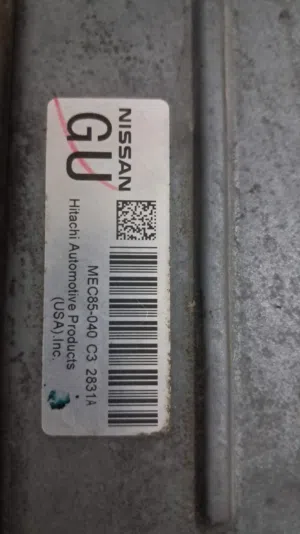 NISSAN
GU
MEC85-040 C3 2831A
Hitachi Automotive Products
(USA).Inc.